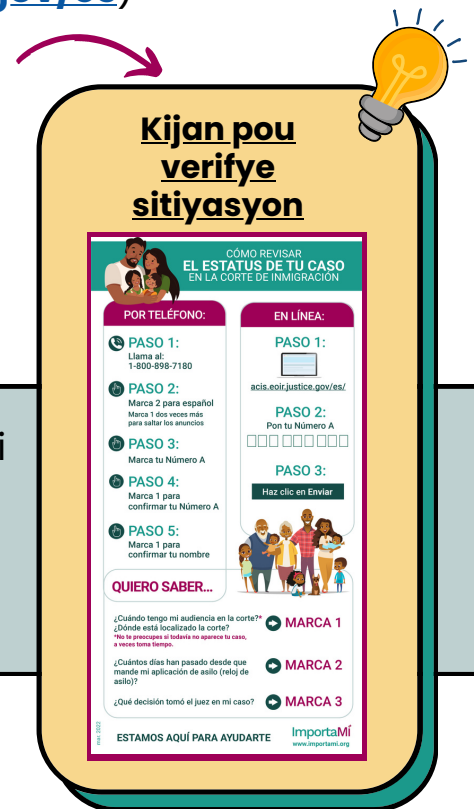 Kijan pou
verifye
sitiyasyon
CÓMO REVISAR
EL ESTATUS DE TU CASO
EN LA CORTE DE INMIGRACIÓN
POR TELÉFONO:
PASO 1:
Llama al:
1-800-898-7180
PASO 2:
Marca 2 para español
Marca 1 dos veces más
para saltar los anuncios
PASO 3:
Marca tu Número A
PASO 4:
Marca 1 para
confirmar tu Número A
PASO 5:
Marca 1 para
confirmar tu nombre
EN LÍNEA:
PASO 1:
acis.eoir.justice.gov/es/
PASO 2:
Pon tu Número A
PASO 3:
Haz clic en Enviar
QUIERO SABER...
¿Cuándo tengo mi audiencia en la corte?*
¿Dónde está localizado la corte?
*No te preocupes si todavía no aparece tu caso,
a veces toma tiempo.
MARCA 1
¿Cuántos días han pasado desde que
mande mi aplicación de asilo (reloj de
asilo)?
MARCA 2
¿Qué decisión tomó el juez en mi caso?
MARCA 3
ESTAMOS AQUÍ PARA AYUDARTE
ImportaMí
www.importami.org